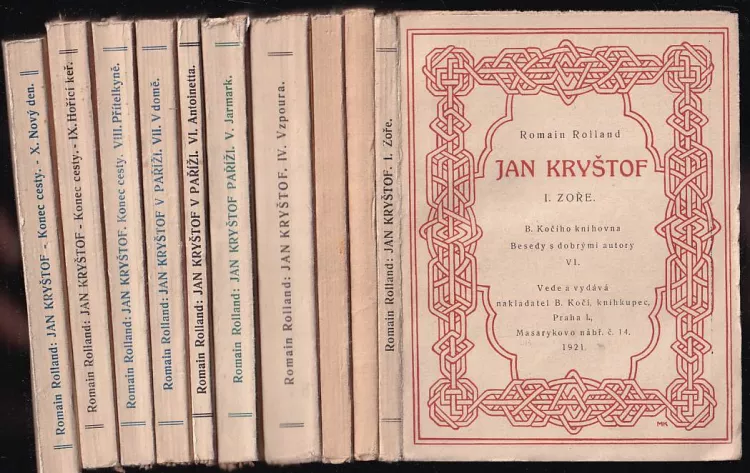 Romain Rolland: JAN KRYŠTOF - Konec cesty. - X. Nový den.
Romain Rolland: JAN KRYŠTOF - Konec cesty. - IX. Hořící keř.
Romain Rolland: JAN KRYŠTOF. Konec cesty. VIII. Přítelkyně.
Romain Rolland: JAN KRYŠTOF V PAŘÍŽI. VII. V domě.
Romain Rolland: JAN KRYŠTOF V PAŘÍŽI. VI. Antoinetta.
Romain Rolland: JAN KRYŠTOF PAŘÍŽI. V. Jarmark.
Romain Rolland: JAN KRYŠTOF. IV. Vzpoura.
Romain Rolland: JAN KRYŠTOF. I. Zoře.
Romain Rolland
JAN KRYŠTOF
I. ZOŘE.
B. Kočího knihovna
Besedy s dobrými autory
VI.
Vede a vydává
nakladatel B. Kočí, knihkupec,
Praha I.,
Masarykovo nábř. č. 14.
1921.
MK